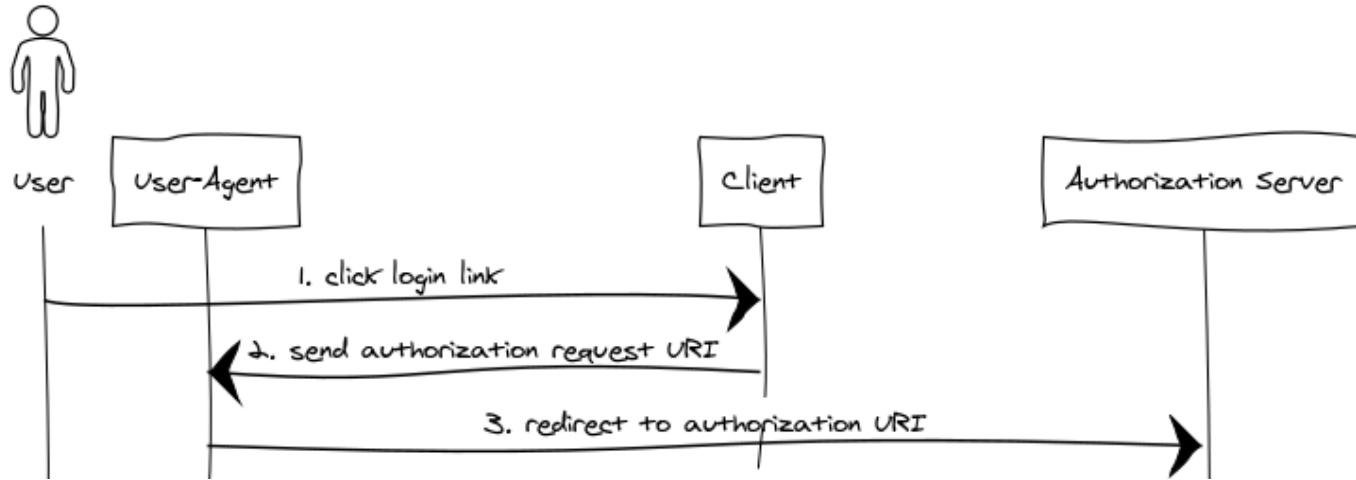 User
User-Agent
Client
Authorization Server
1. click login link
2. send authorization request URI
3. redirect to authorization URI